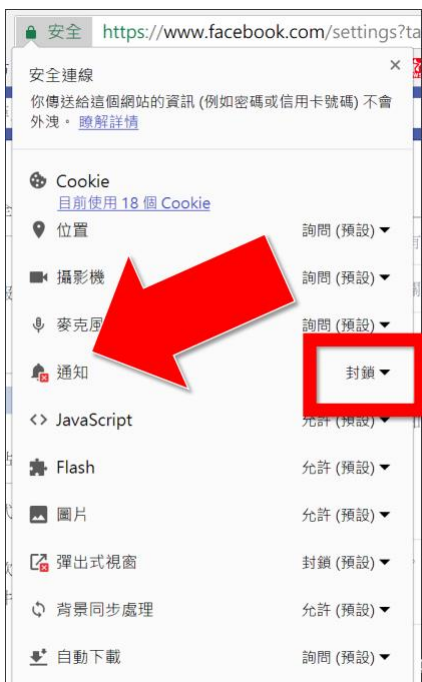 安全 https://www.facebook.com/settings?ta
安全連線
你傳送給這個網站的資訊 (例如密碼或信用卡號碼) 不會
外洩。 瞭解詳情
Cookie
目前使用 18 個 Cookie
位置 詢問 (預設)
攝影機 詢問 (預設)
麥克風 詢問 (預設)
通知 封鎖
JavaScript 允許 (預設)
Flash 允許 (預設)
圖片 允許 (預設)
彈出式視窗 封鎖 (預設)
背景同步處理 允許 (預設)
自動下載 詢問 (預設)